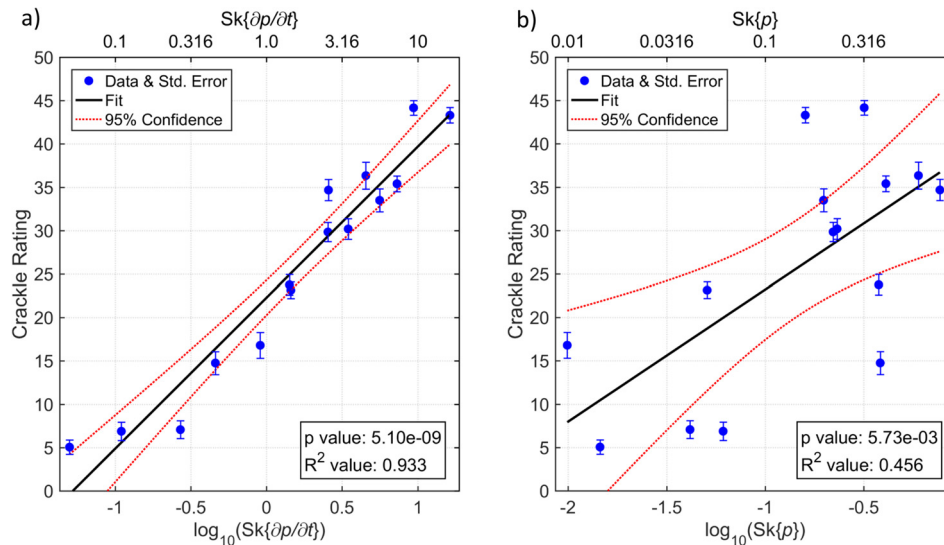 a)
Sk{∂p/∂t}
0.1 0.316 1.0 3.16 10
50
45
40
35
30
25
20
15
10
5
0
Crackle Rating
Data & Std. Error
Fit
95% Confidence
p value: 5.10e-09
R² value: 0.933
-1 -0.5 0 0.5 1
log₁₀(Sk{∂p/∂t})
b)
Sk{p}
0.01 0.0316 0.1 0.316
50
45
40
35
30
25
20
15
10
5
0
Crackle Rating
Data & Std. Error
Fit
95% Confidence
p value: 5.73e-03
R² value: 0.456
-2 -1.5 -1 -0.5
log₁₀(Sk{p})